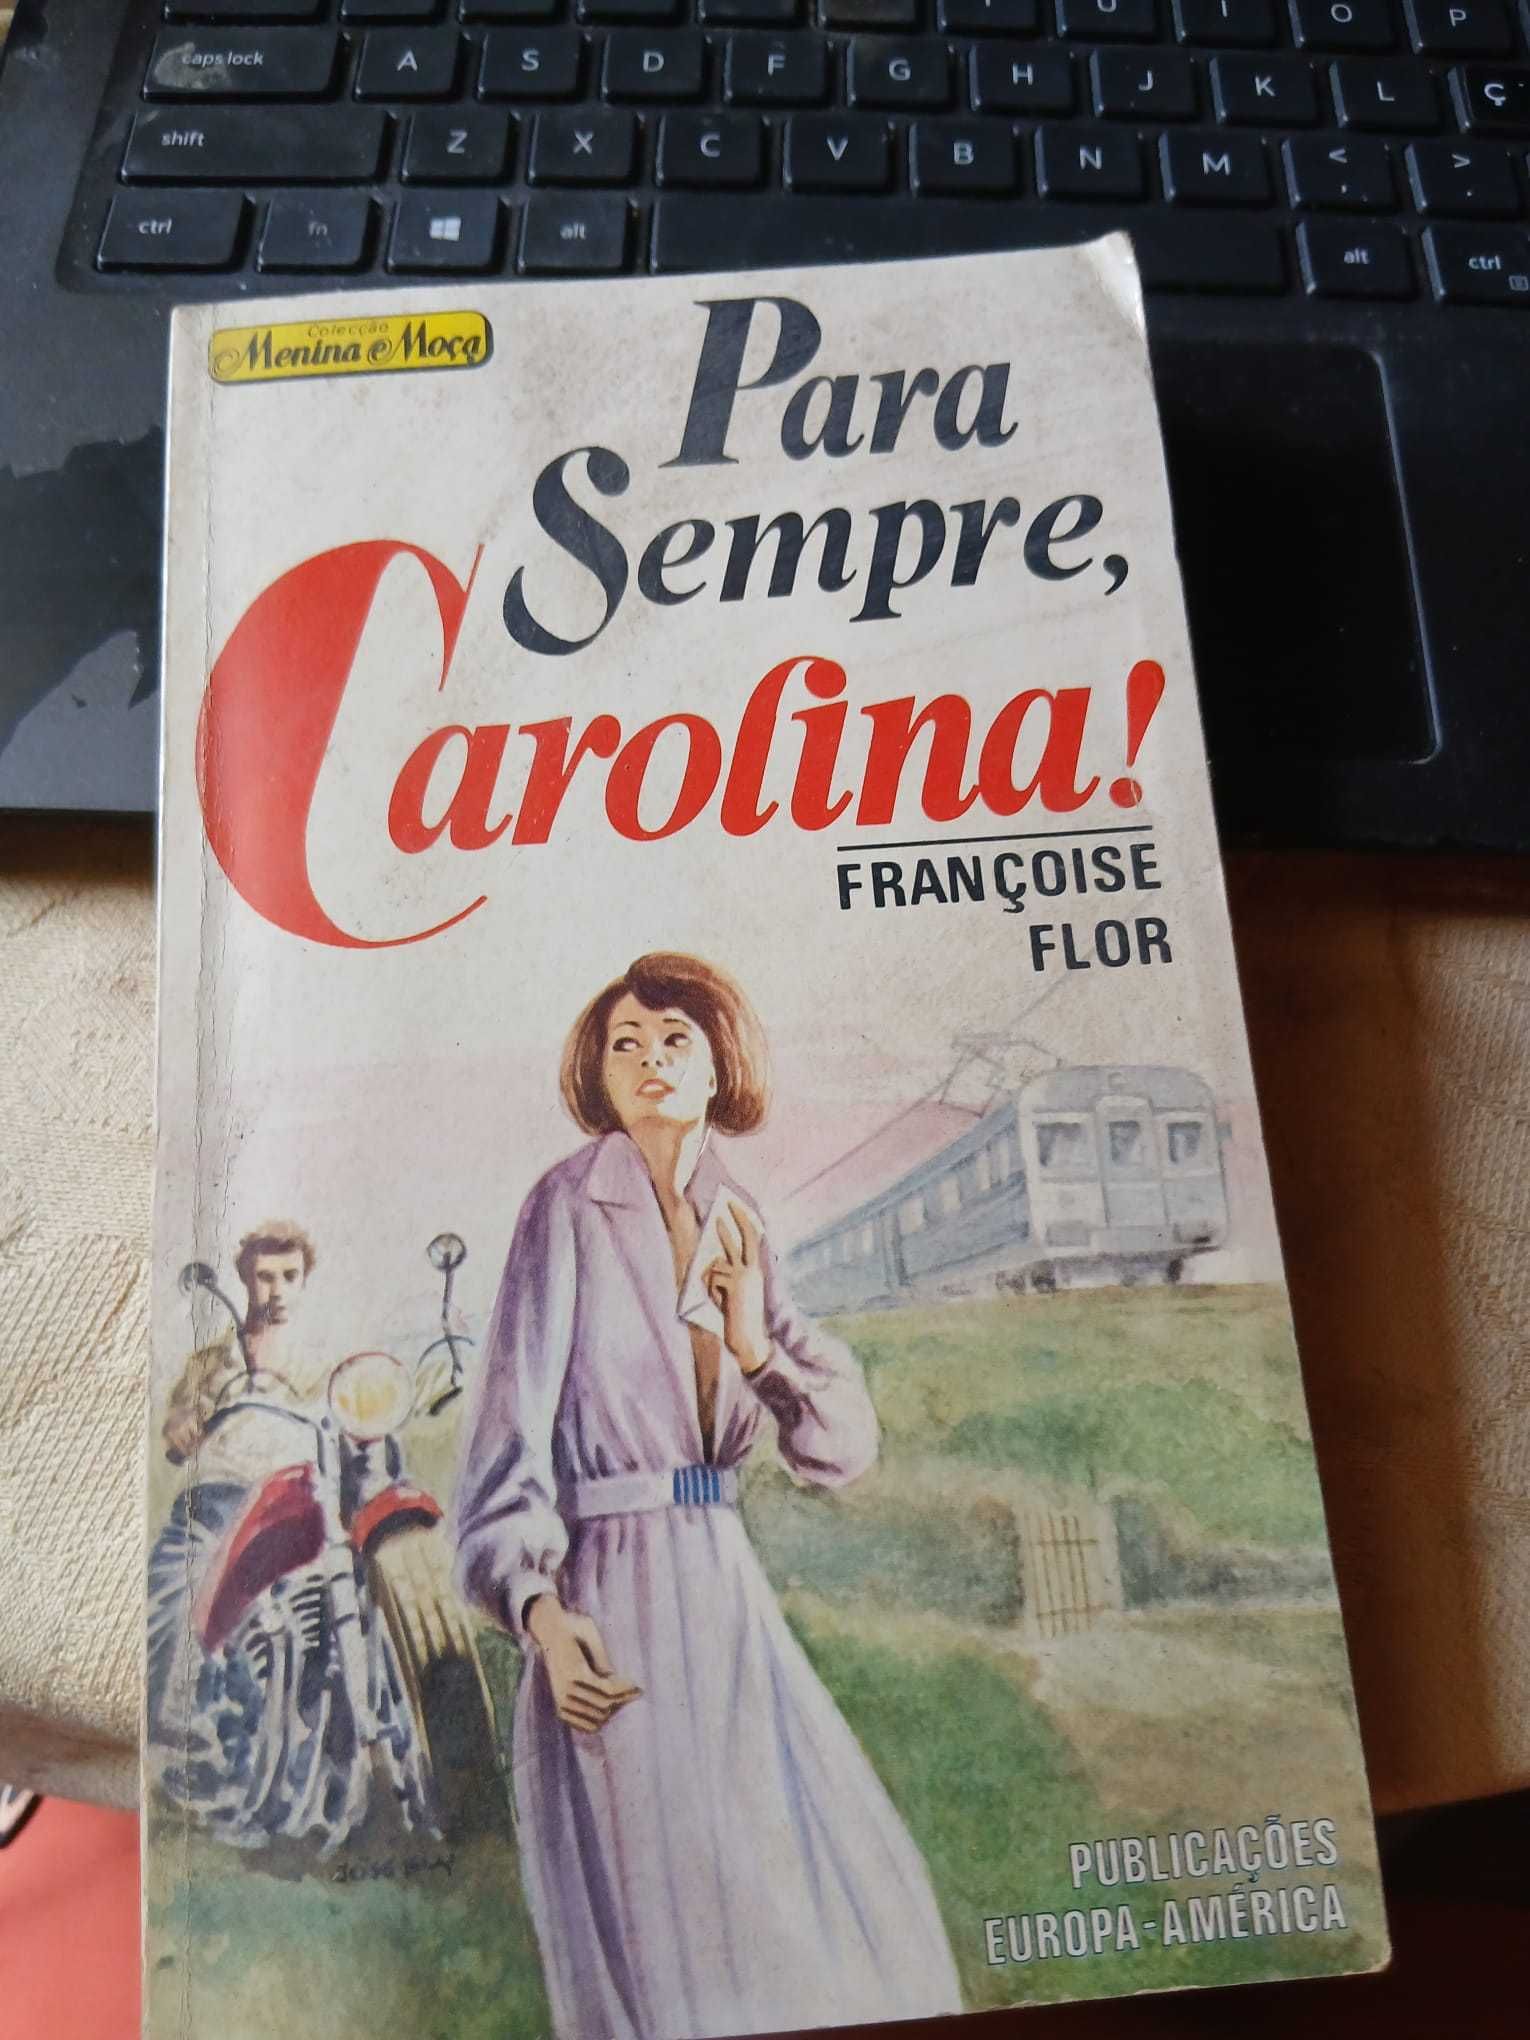 U I O P
caps lock A S D F G H J K L Ç
shift Z X C V B N M < , > .
ctrl fn alt alt ctrl
Colecção
Menina e Moça
Para
Sempre,
Carolina!
FRANÇOISE
FLOR
PUBLICAÇÕES
EUROPA-AMÉRICA